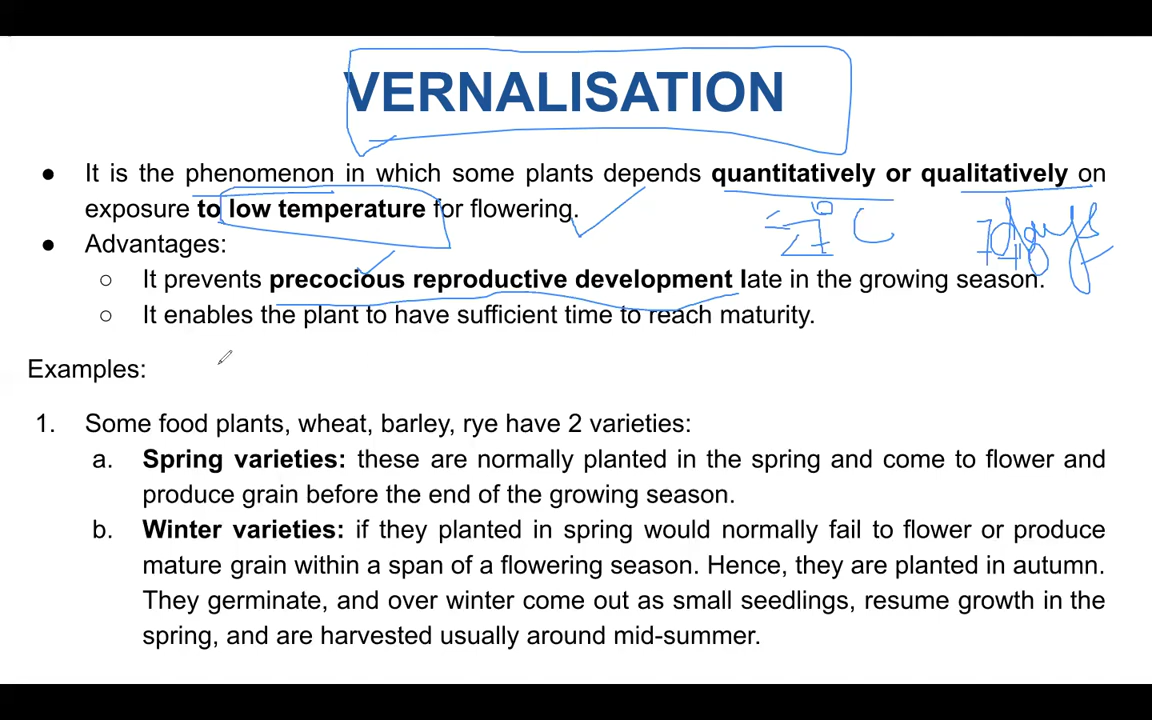 VERNALISATION
● It is the phenomenon in which some plants depends quantitatively or qualitatively on
exposure to low temperature for flowering.
● Advantages:
○ It prevents precocious reproductive development late in the growing season.
○ It enables the plant to have sufficient time to reach maturity.
Examples:
1. Some food plants, wheat, barley, rye have 2 varieties:
a. Spring varieties: these are normally planted in the spring and come to flower and
produce grain before the end of the growing season.
b. Winter varieties: if they planted in spring would normally fail to flower or produce
mature grain within a span of a flowering season. Hence, they are planted in autumn.
They germinate, and over winter come out as small seedlings, resume growth in the
spring, and are harvested usually around mid-summer.